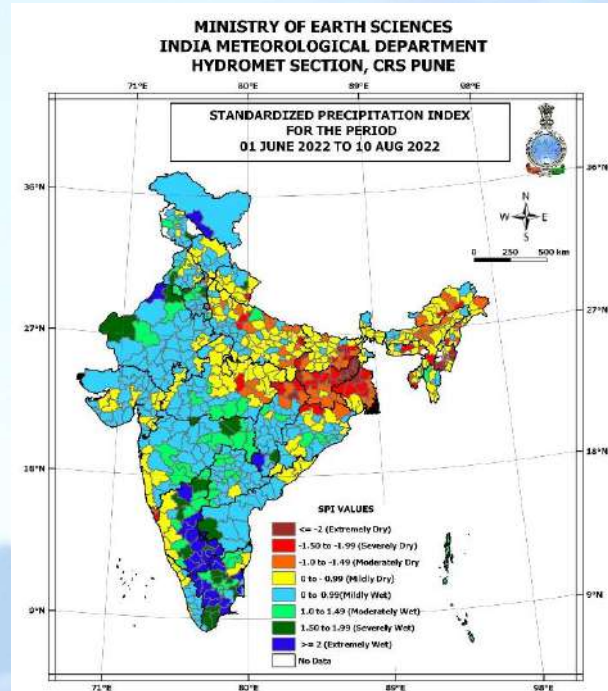 MINISTRY OF EARTH SCIENCES
INDIA METEOROLOGICAL DEPARTMENT
HYDROMET SECTION, CRS PUNE
71°E 80°E 89°E 98°E
STANDARDIZED PRECIPITATION INDEX
FOR THE PERIOD
01 JUNE 2022 TO 10 AUG 2022
36°N 36°N
N
W E
S
0 250 500 km
27°N 27°N
18°N 18°N
SPI VALUES
<= -2 (Extremely Dry)
-1.50 to -1.99 (Severely Dry)
-1.0 to -1.49 (Moderately Dry
0 to -0.99 (Mildly Dry)
0 to 0.99(Mildly Wet)
1.0 to 1.49 (Moderately Wet)
1.50 to 1.99 (Severely Wet)
>= 2 (Extremely Wet)
No Data
9°N 9°N
71°E 80°E 89°E 98°E